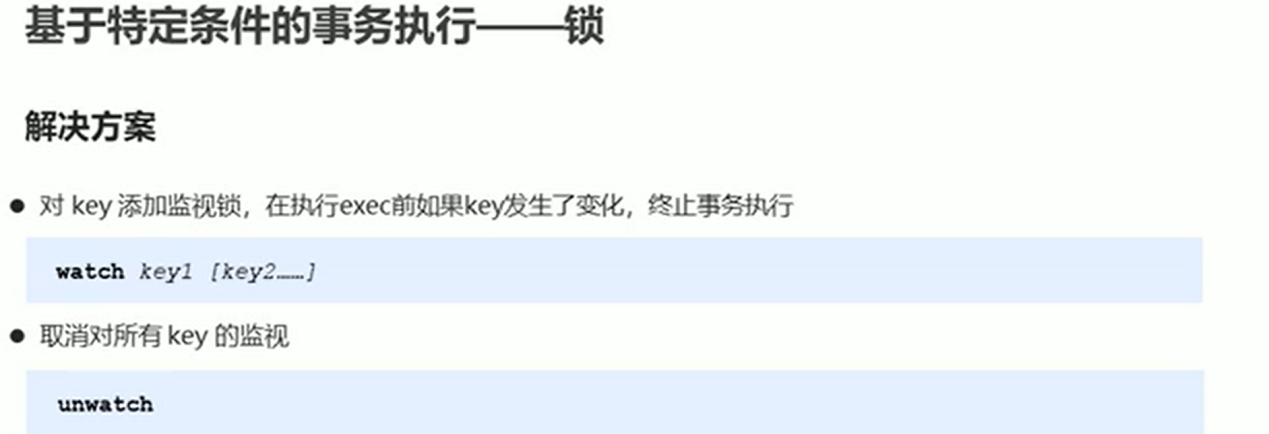 基于特定条件的事务执行——锁
解决方案
● 对 key 添加监视锁，在执行exec前如果key发生了变化，终止事务执行
watch key1 [key2……]
● 取消对所有 key 的监视
unwatch